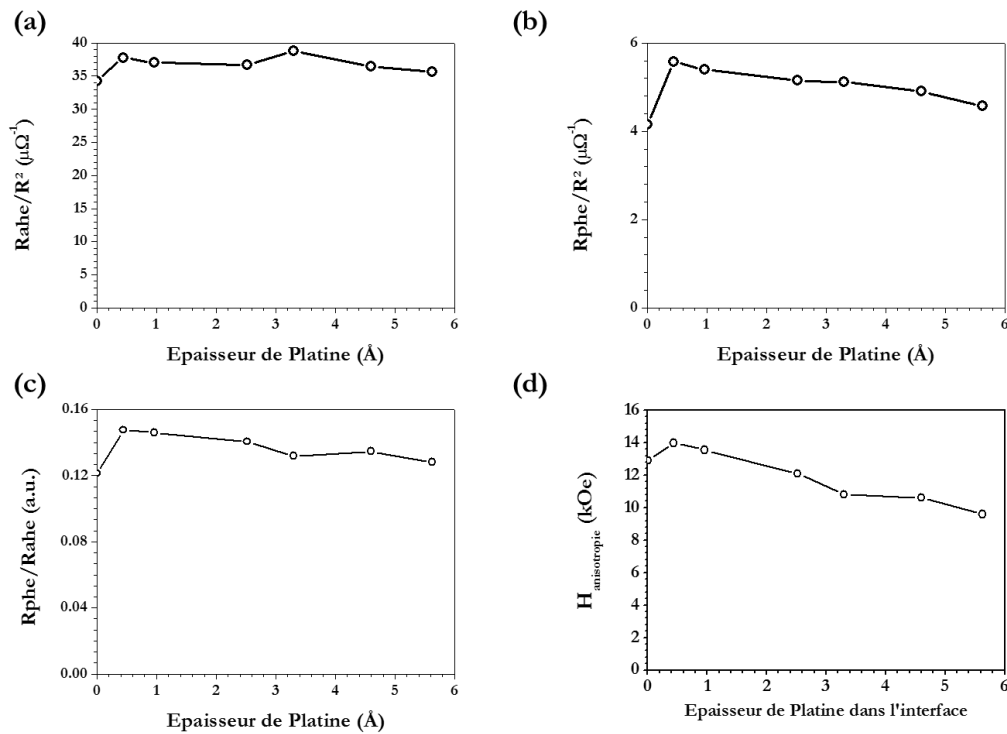 (a)
40
35
30
25
20
15
10
5
0
Rahe/R² (µΩ⁻¹)
0 1 2 3 4 5 6
Epaisseur de Platine (Å)
(b)
6
4
2
0
Rphe/R² (µΩ⁻¹)
0 1 2 3 4 5 6
Epaisseur de Platine (Å)
(c)
0.16
0.12
0.08
0.04
0.00
Rphe/Rahe (a.u.)
0 1 2 3 4 5 6
Epaisseur de Platine (Å)
(d)
16
14
12
10
8
6
4
2
0
H anisotropie (kOe)
0 1 2 3 4 5 6
Epaisseur de Platine dans l'interface